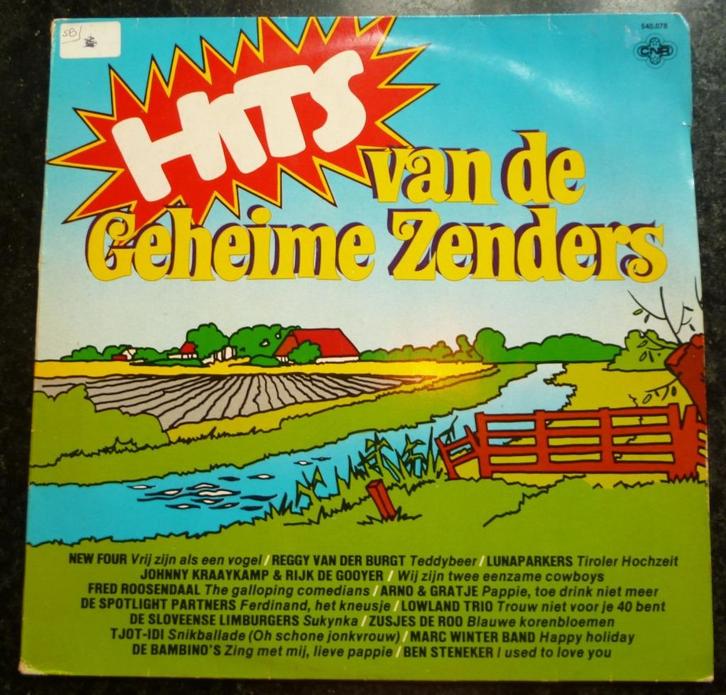 SB/
540.078
CNR
HITS
van de
Geheime Zenders
NEW FOUR Vrij zijn als een vogel / REGGY VAN DER BURGT Teddybeer / LUNAPARKERS Tiroler Hochzeit
JOHNNY KRAAYKAMP & RIJK DE GOOYER / Wij zijn twee eenzame cowboys
FRED ROOSENDAAL The galloping comedians / ARNO & GRATJE Pappie, toe drink niet meer
DE SPOTLIGHT PARTNERS Ferdinand, het kneusje / LOWLAND TRIO Trouw niet voor je 40 bent
DE SLOVEENSE LIMBURGERS Sukynka / ZUSJES DE ROO Blauwe korenbloemen
TJOT-IDI Snikballade (Oh schone jonkvrouw) / MARC WINTER BAND Happy holiday
DE BAMBINO'S Zing met mij, lieve pappie / BEN STENEKER I used to love you